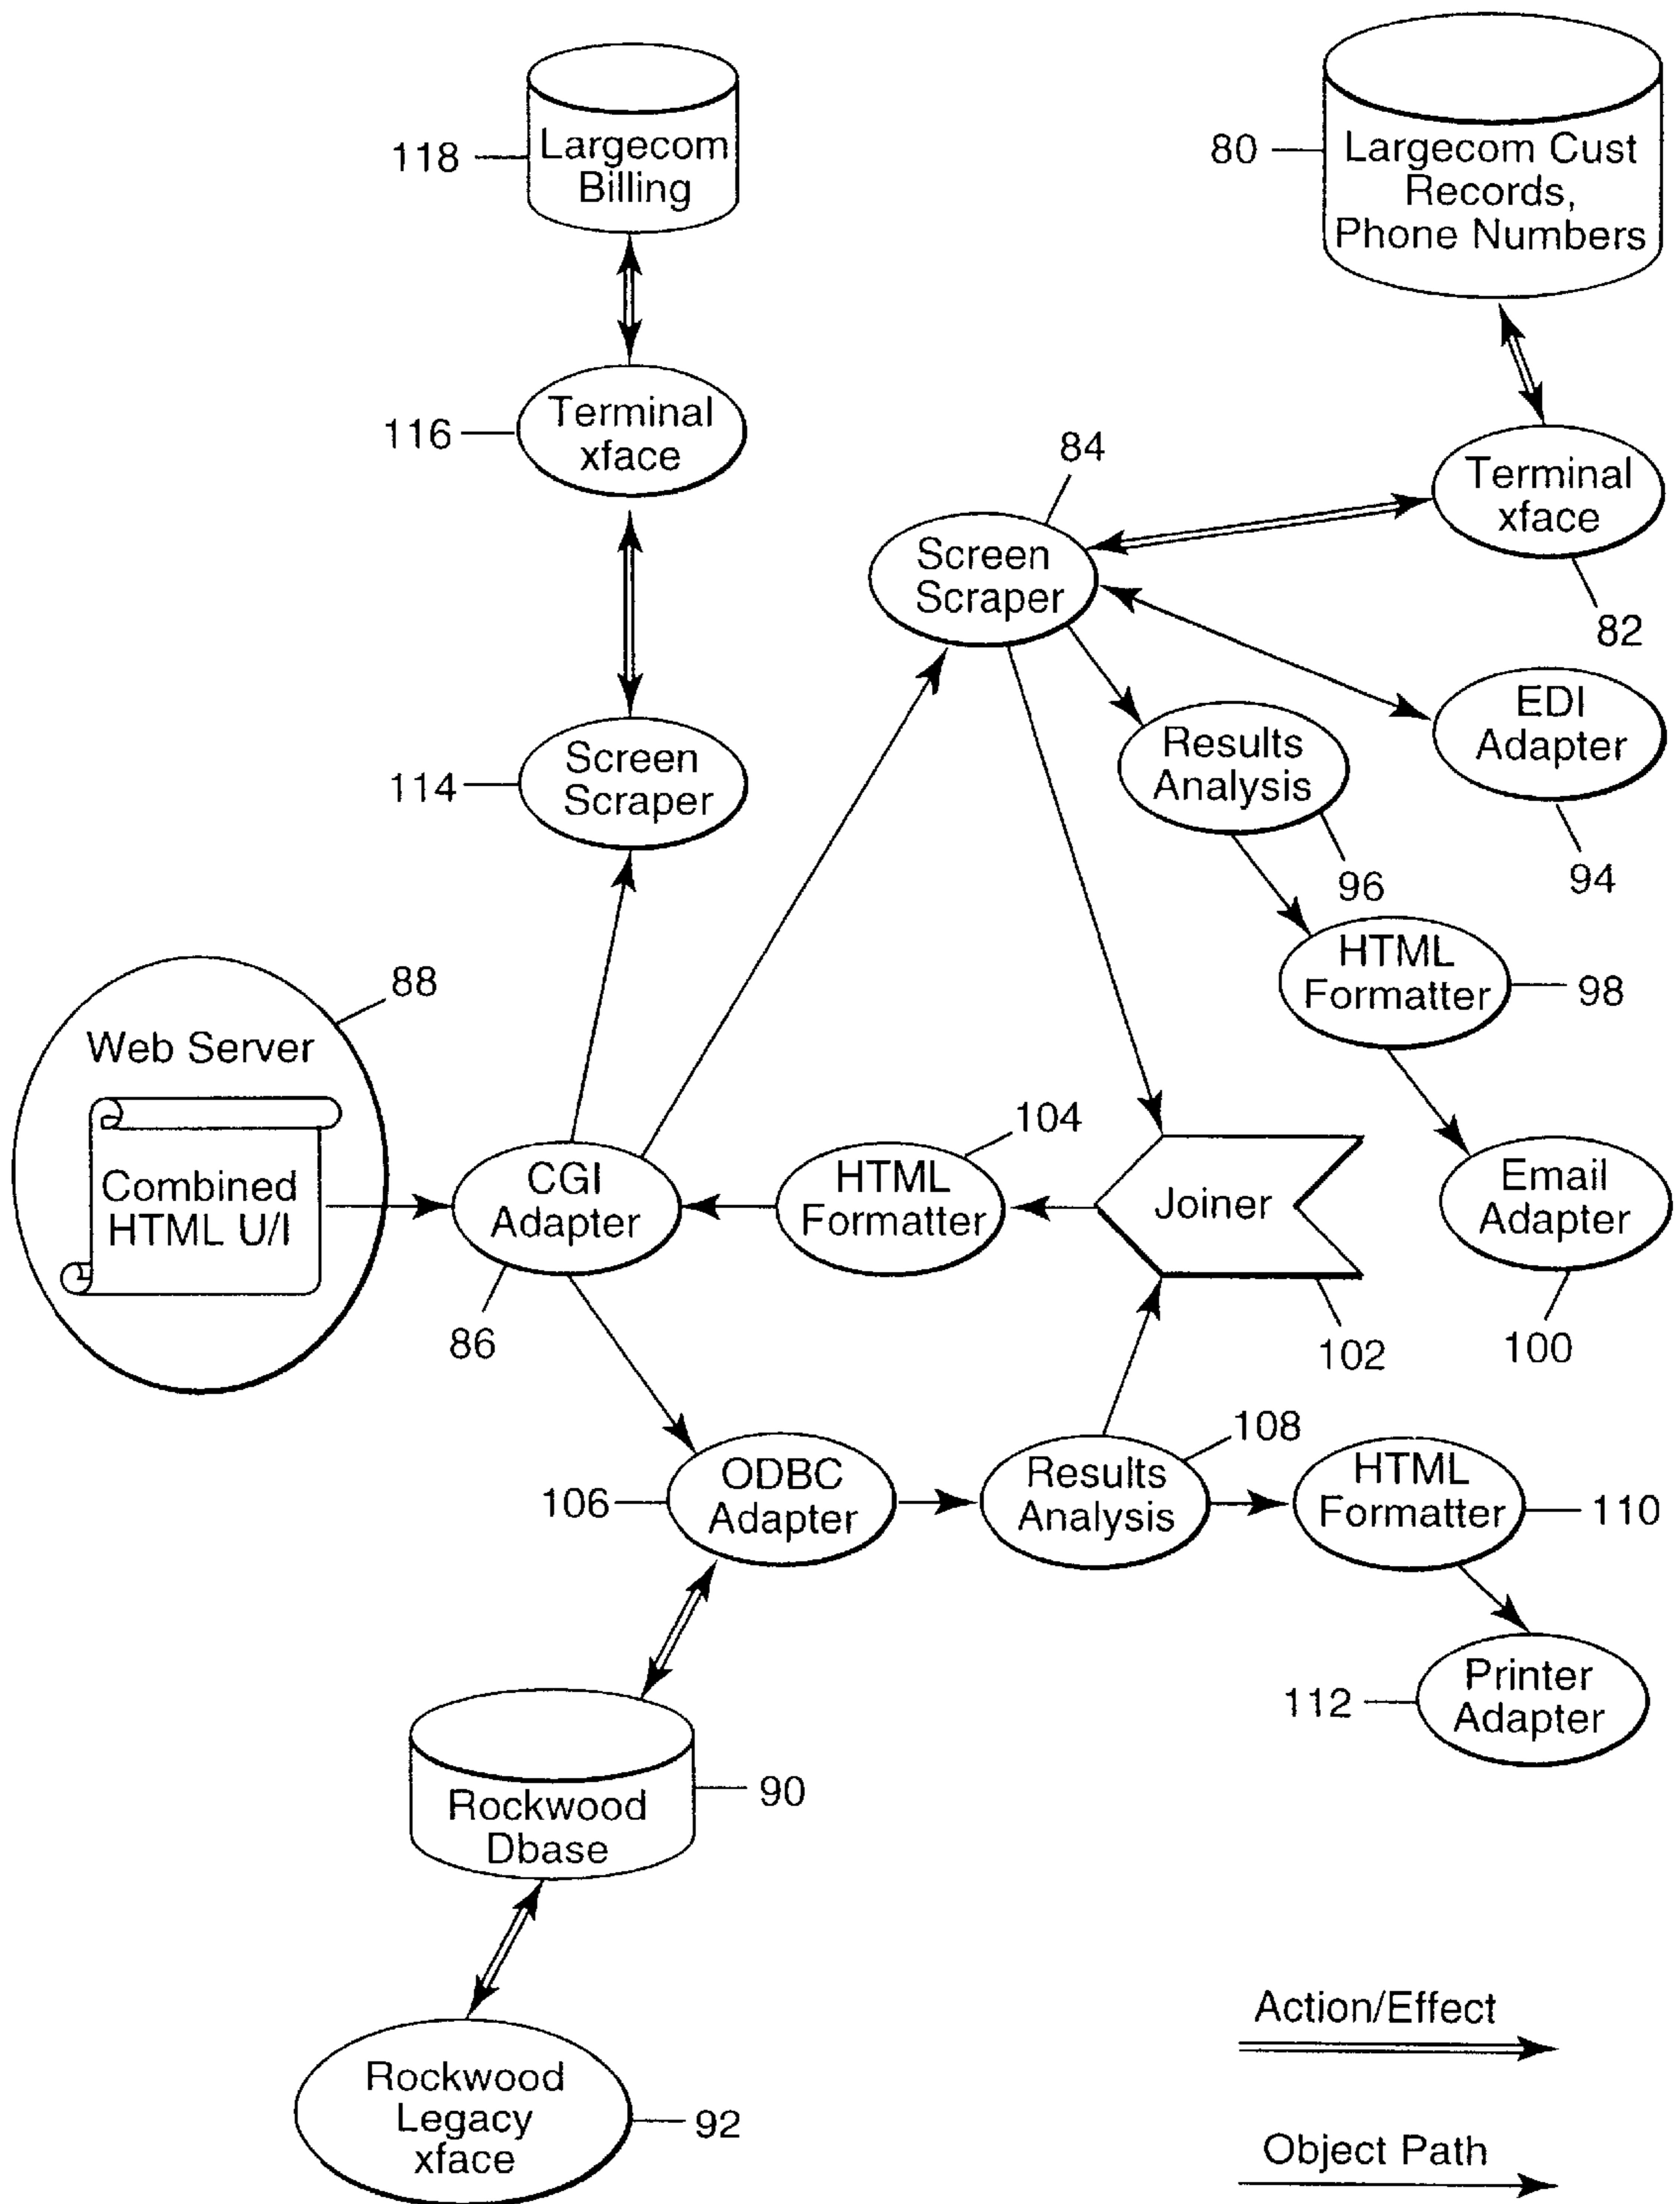 118
Largecom
Billing
80
Largecom Cust
Records,
Phone Numbers
116
Terminal
xface
84
Screen
Scraper
Terminal
xface
82
114
Screen
Scraper
Results
Analysis
96
EDI
Adapter
94
HTML
Formatter
98
88
Web Server
Combined
HTML U/I
CGI
Adapter
86
104
HTML
Formatter
Joiner
102
Email
Adapter
100
106
ODBC
Adapter
108
Results
Analysis
HTML
Formatter
110
112
Printer
Adapter
90
Rockwood
Dbase
Rockwood
Legacy
xface
92
Action/Effect
Object Path